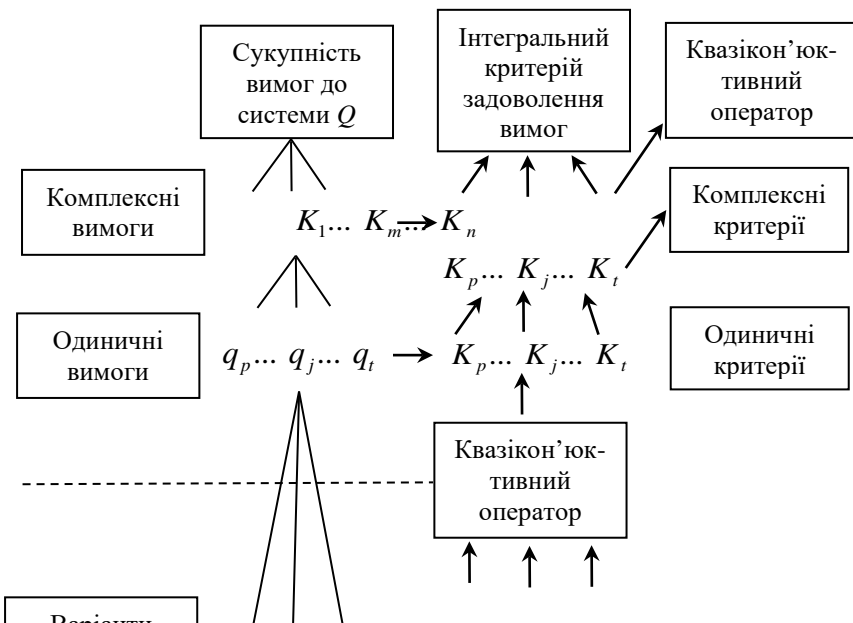 Сукупність
вимог до
системи Q
Інтегральний
критерій
задоволення
вимог
Квазікон’юк-
тивний
оператор
Комплексні
вимоги
K₁... Kₘ... Kₙ
Комплексні
критерії
Kₚ... Kⱼ... Kₜ
Одиничні
вимоги
qₚ... qⱼ... qₜ
Kₚ... Kⱼ... Kₜ
Одиничні
критерії
Квазікон’юк-
тивний
оператор
Варіанти